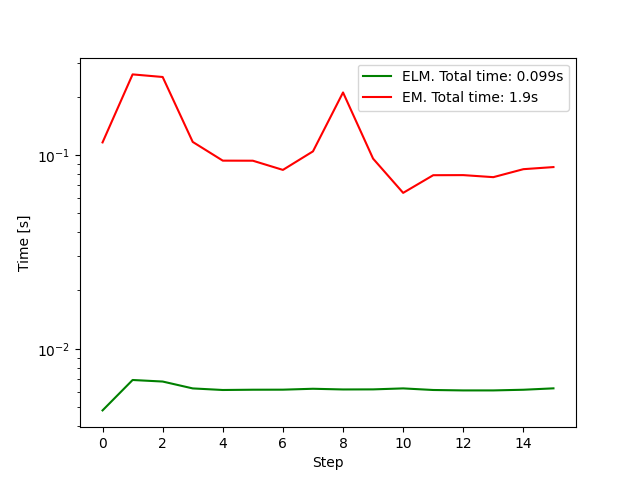 ELM. Total time: 0.099s
EM. Total time: 1.9s
10⁻¹
10⁻²
Time [s]
0 2 4 6 8 10 12 14
Step